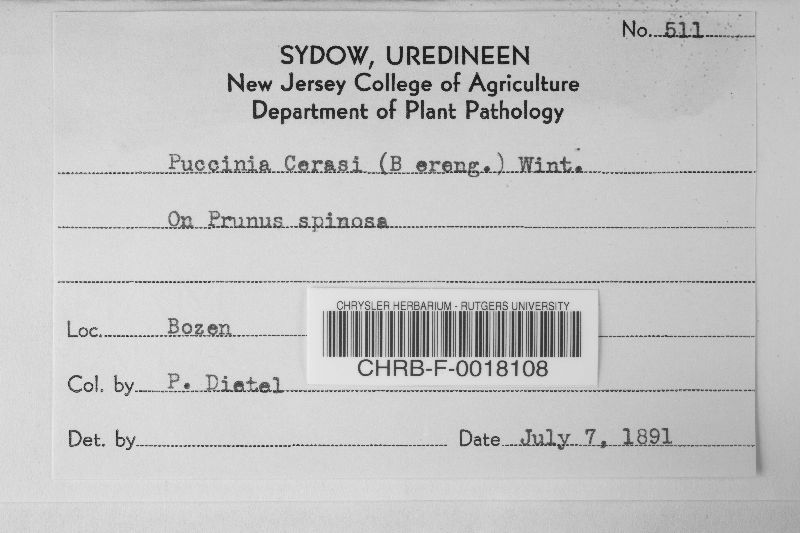 No. 511
SYDOW, UREDINEEN
New Jersey College of Agriculture
Department of Plant Pathology
Puccinia Cerasi (B ereng.) Wint.
On Prunus spinosa
CHRYSLER HERBARIUM - RUTGERS UNIVERSITY
Loc. Bozen
CHRB-F-0018108
Col. by P. Dietel
Det. by Date July 7, 1891